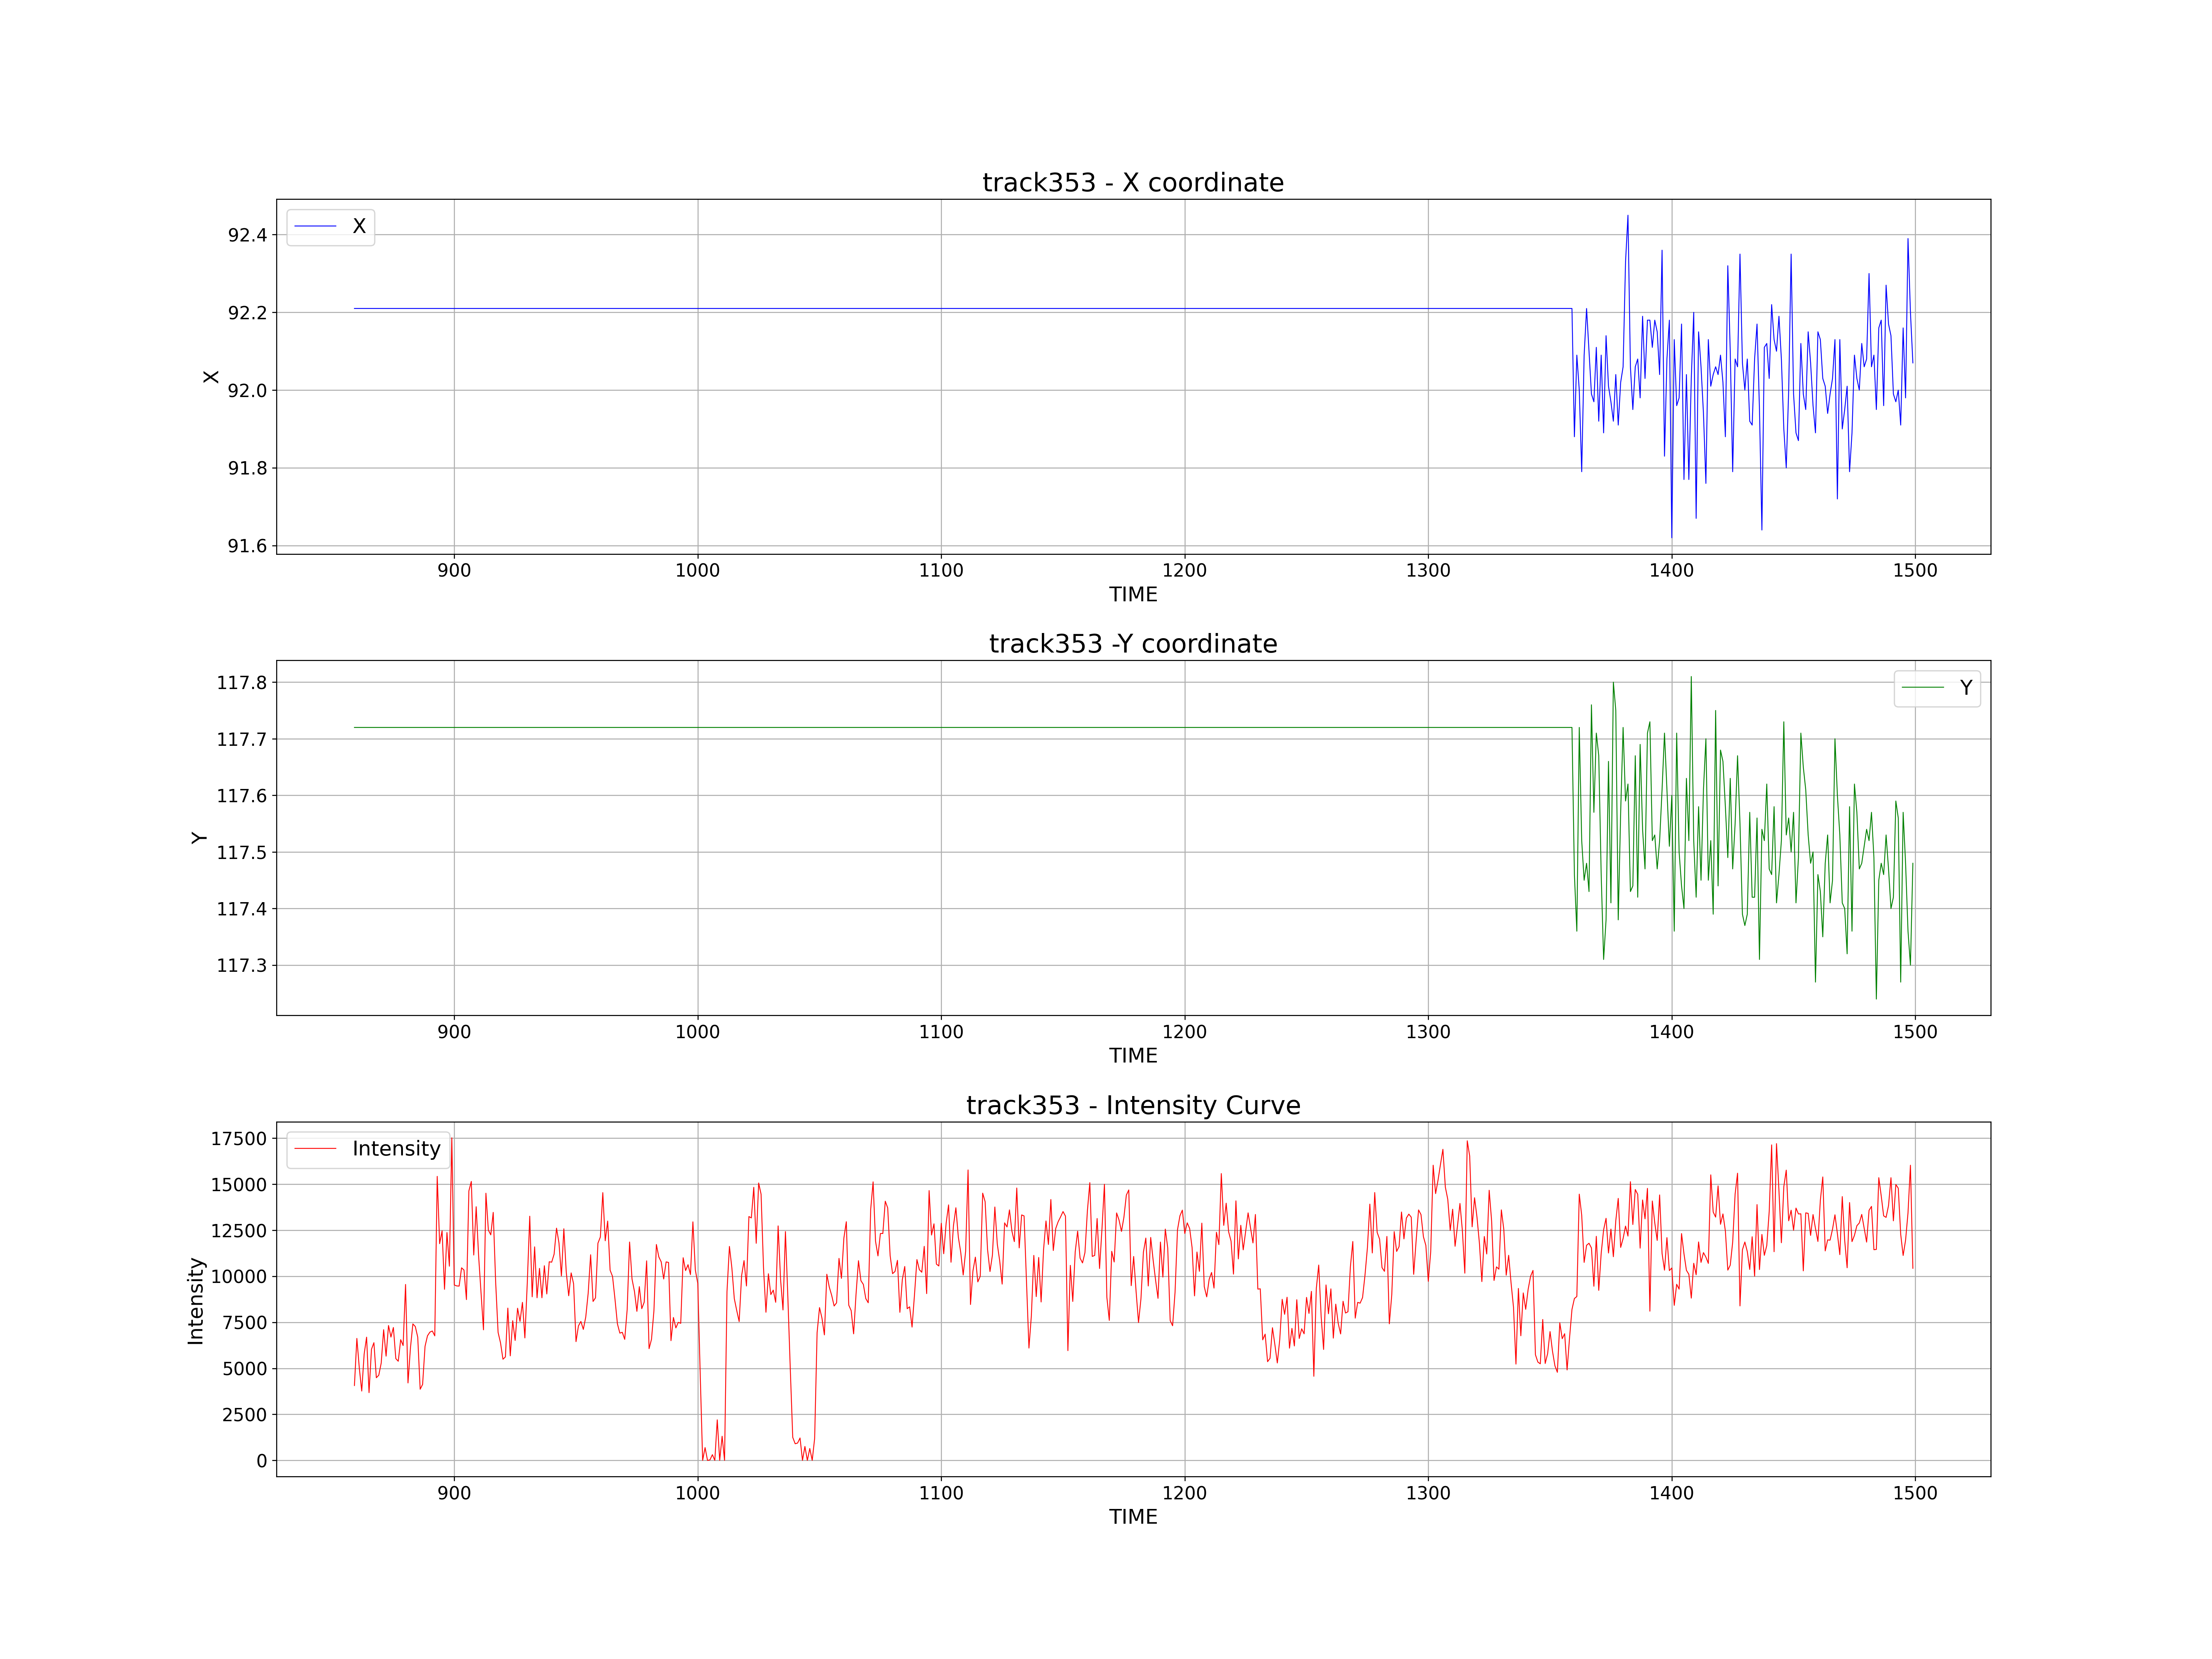 track353 - X coordinate
X
92.4
92.2
92.0
91.8
91.6
X
900 1000 1100 1200 1300 1400 1500
TIME
track353 -Y coordinate
Y
117.8
117.7
117.6
117.5
117.4
117.3
Y
900 1000 1100 1200 1300 1400 1500
TIME
track353 - Intensity Curve
Intensity
17500
15000
12500
10000
7500
5000
2500
0
Intensity
900 1000 1100 1200 1300 1400 1500
TIME